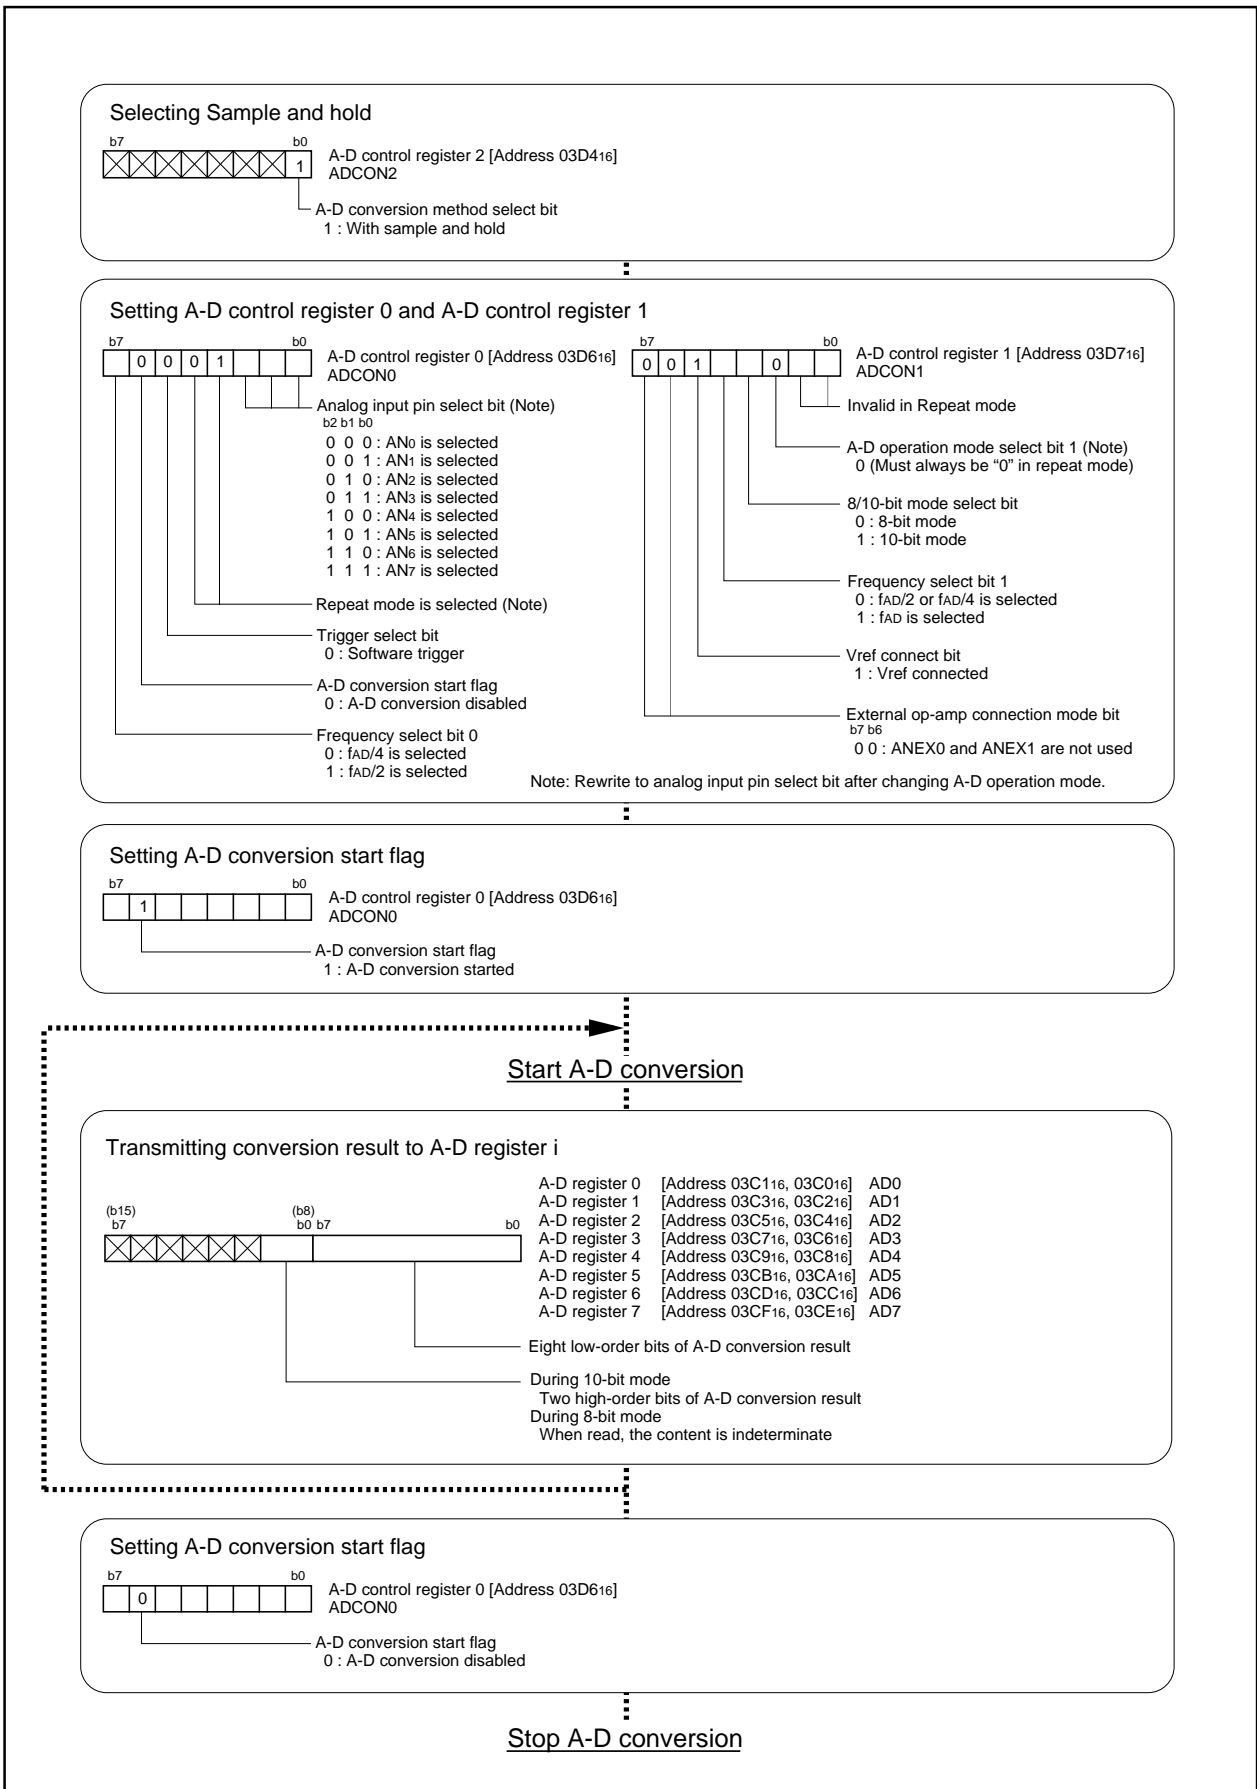 Selecting Sample and hold
b7 b0
1
A-D control register 2 [Address 03D416]
ADCON2
A-D conversion method select bit
1 : With sample and hold
Setting A-D control register 0 and A-D control register 1
b7 b0
0 0 0 1
A-D control register 0 [Address 03D616]
ADCON0
Analog input pin select bit (Note)
b2 b1 b0
0 0 0 : AN0 is selected
0 0 1 : AN1 is selected
0 1 0 : AN2 is selected
0 1 1 : AN3 is selected
1 0 0 : AN4 is selected
1 0 1 : AN5 is selected
1 1 0 : AN6 is selected
1 1 1 : AN7 is selected
Repeat mode is selected (Note)
Trigger select bit
0 : Software trigger
A-D conversion start flag
0 : A-D conversion disabled
Frequency select bit 0
0 : fAD/4 is selected
1 : fAD/2 is selected
b7 b0
0 0 1 0
A-D control register 1 [Address 03D716]
ADCON1
Invalid in Repeat mode
A-D operation mode select bit 1 (Note)
0 (Must always be “0” in repeat mode)
8/10-bit mode select bit
0 : 8-bit mode
1 : 10-bit mode
Frequency select bit 1
0 : fAD/2 or fAD/4 is selected
1 : fAD is selected
Vref connect bit
1 : Vref connected
External op-amp connection mode bit
b7 b6
0 0 : ANEX0 and ANEX1 are not used
Note: Rewrite to analog input pin select bit after changing A-D operation mode.
Setting A-D conversion start flag
b7 b0
1
A-D control register 0 [Address 03D616]
ADCON0
A-D conversion start flag
1 : A-D conversion started
Start A-D conversion
Transmitting conversion result to A-D register i
A-D register 0 [Address 03C116, 03C016] AD0
A-D register 1 [Address 03C316, 03C216] AD1
A-D register 2 [Address 03C516, 03C416] AD2
A-D register 3 [Address 03C716, 03C616] AD3
A-D register 4 [Address 03C916, 03C816] AD4
A-D register 5 [Address 03CB16, 03CA16] AD5
A-D register 6 [Address 03CD16, 03CC16] AD6
A-D register 7 [Address 03CF16, 03CE16] AD7
(b15) (b8)
b7 b0 b7 b0
Eight low-order bits of A-D conversion result
During 10-bit mode
Two high-order bits of A-D conversion result
During 8-bit mode
When read, the content is indeterminate
Setting A-D conversion start flag
b7 b0
0
A-D control register 0 [Address 03D616]
ADCON0
A-D conversion start flag
0 : A-D conversion disabled
Stop A-D conversion